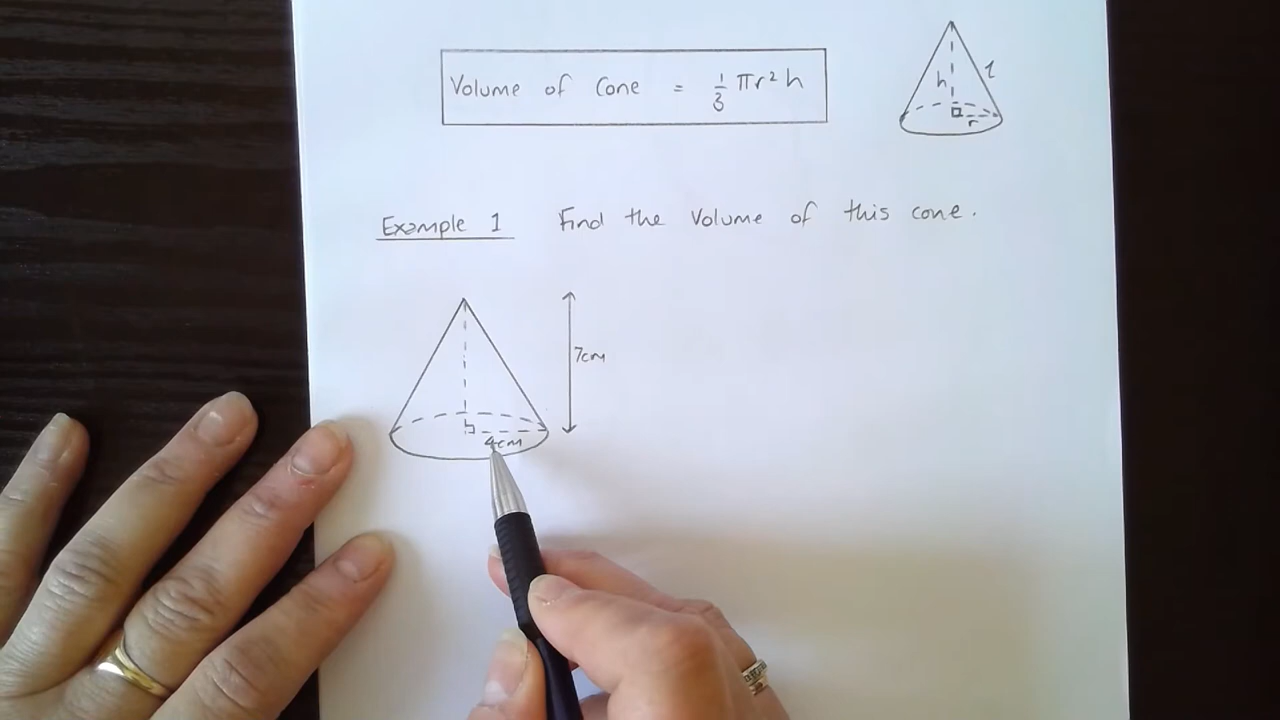 Volume of Cone = 1/3 πr²h
h
l
r
Example 1 Find the Volume of this cone.
7cm
4cm